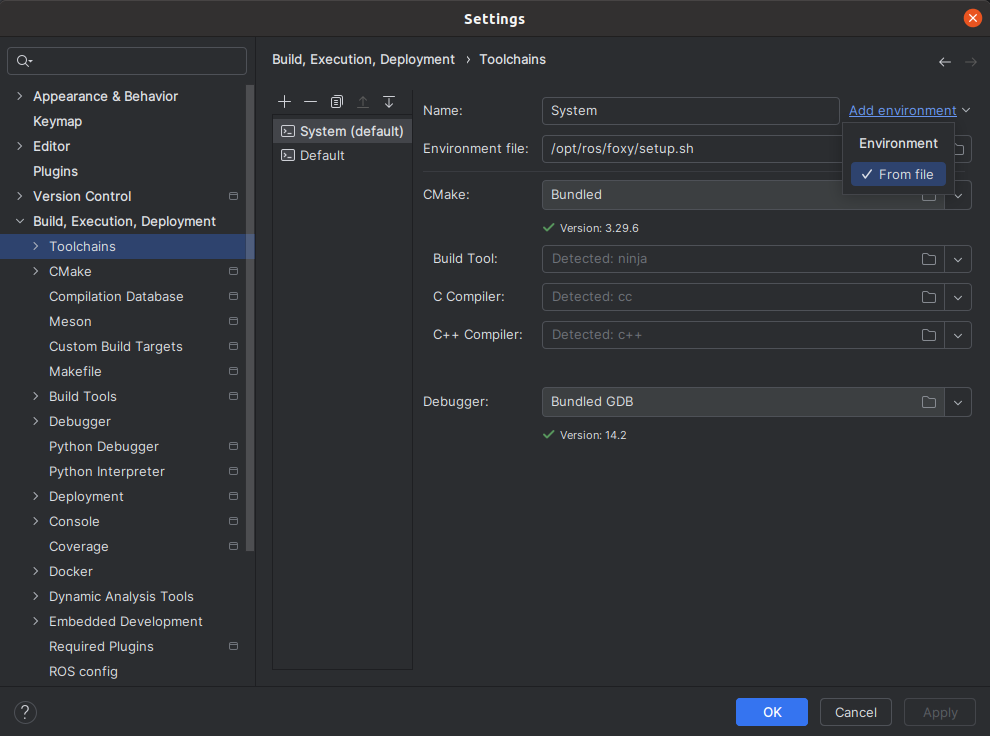 Settings
Appearance & Behavior
Keymap
Editor
Plugins
Version Control
Build, Execution, Deployment
Toolchains
CMake
Compilation Database
Meson
Custom Build Targets
Makefile
Build Tools
Debugger
Python Debugger
Python Interpreter
Deployment
Console
Coverage
Docker
Dynamic Analysis Tools
Embedded Development
Required Plugins
ROS config
Build, Execution, Deployment › Toolchains
System (default)
Default
Name: System Add environment
Environment
From file
Environment file: /opt/ros/foxy/setup.sh
CMake: Bundled
Version: 3.29.6
Build Tool: Detected: ninja
C Compiler: Detected: cc
C++ Compiler: Detected: c++
Debugger: Bundled GDB
Version: 14.2
?
OK Cancel Apply